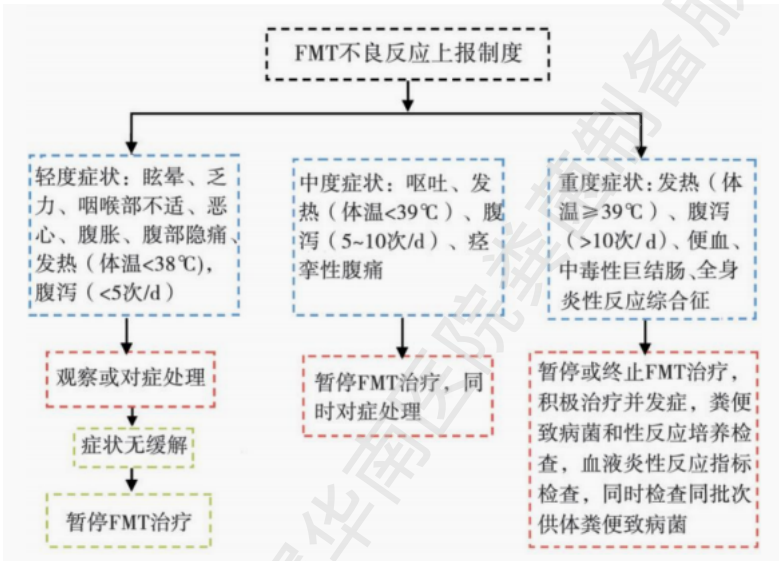 FMT不良反应上报制度
轻度症状：眩晕、乏
力、咽喉部不适、恶
心、腹胀、腹部隐痛、
发热（体温<38℃),
腹泻（<5次/d）
观察或对症处理
症状无缓解
暂停FMT治疗
中度症状：呕吐、发
热（体温<39℃）、腹
泻（5~10次/d）、痉
挛性腹痛
暂停FMT治疗，同
时对症处理
重度症状：发热（体
温≥39℃）、腹泻
（>10次/ d）、便血、
中毒性巨结肠、全身
炎性反应综合征
暂停或终止FMT治疗，
积极治疗并发症，粪便
致病菌和性反应培养检
查，血液炎性反应指标
检查，同时检查同批次
供体粪便致病菌
华南医院粪菌制备